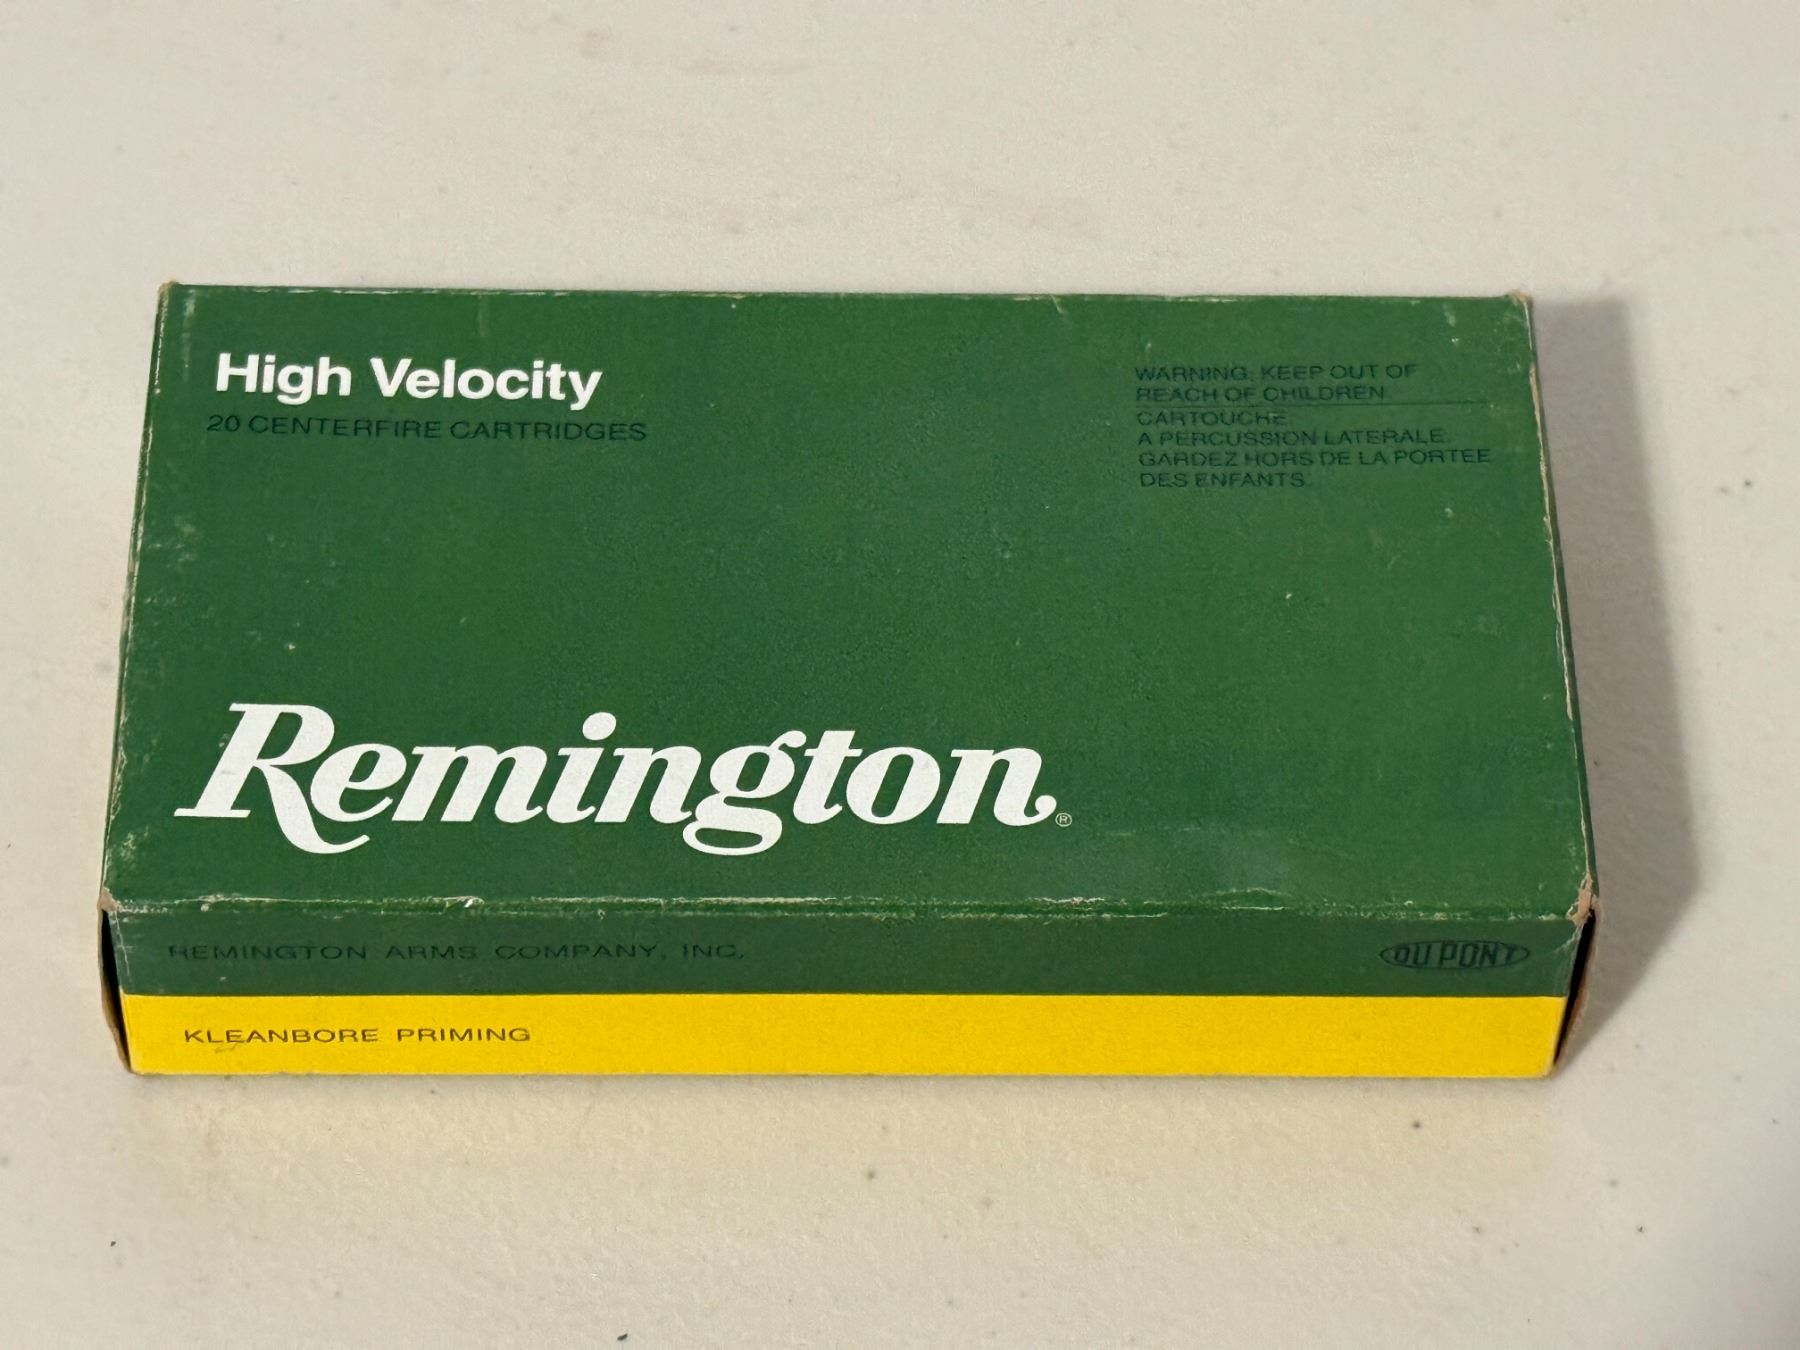 High Velocity
20 CENTERFIRE CARTRIDGES
WARNING: KEEP OUT OF
REACH OF CHILDREN.
CARTOUCHE
A PERCUSSION LATERALE.
GARDEZ HORS DE LA PORTEE
DES ENFANTS.
Remington®
REMINGTON ARMS COMPANY, INC.
DU PONT
KLEANBORE PRIMING